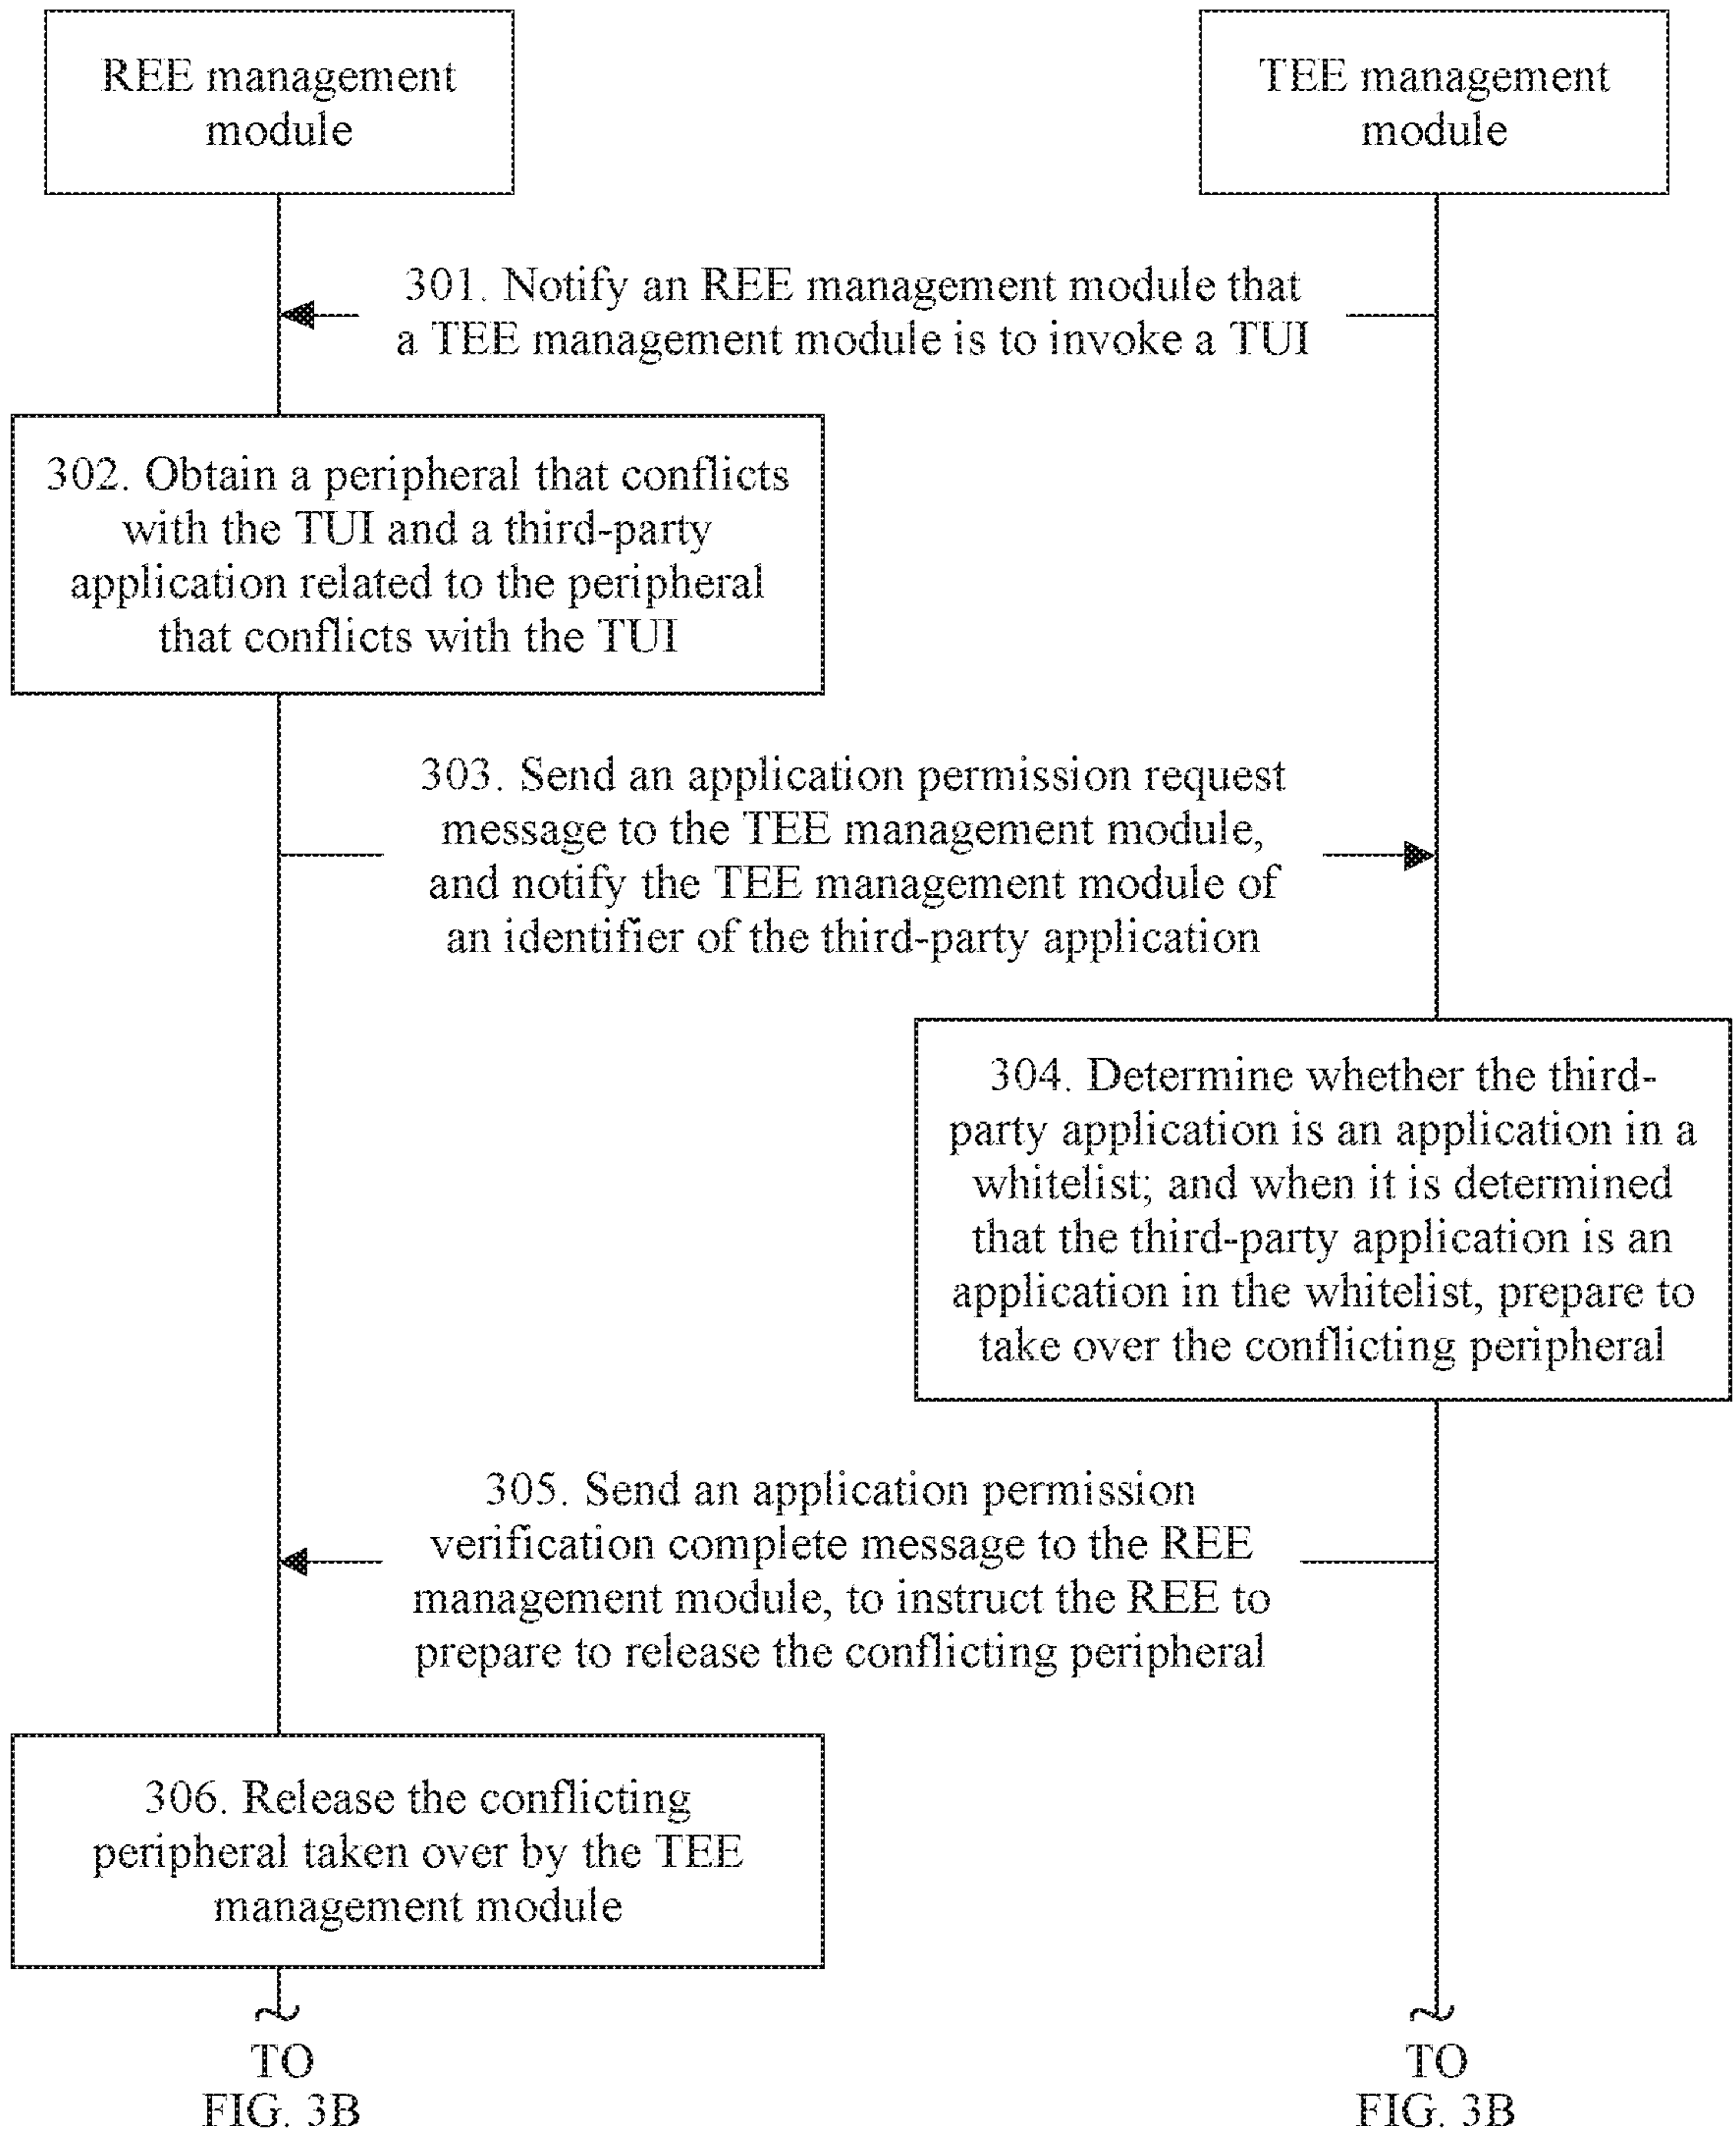 REE management
module
TEE management
module
301. Notify an REE management module that
a TEE management module is to invoke a TUI
302. Obtain a peripheral that conflicts
with the TUI and a third-party
application related to the peripheral
that conflicts with the TUI
303. Send an application permission request
message to the TEE management module,
and notify the TEE management module of
an identifier of the third-party application
304. Determine whether the third-
party application is an application in a
whitelist; and when it is determined
that the third-party application is an
application in the whitelist, prepare to
take over the conflicting peripheral
305. Send an application permission
verification complete message to the REE
management module, to instruct the REE to
prepare to release the conflicting peripheral
306. Release the conflicting
peripheral taken over by the TEE
management module
TO
FIG. 3B
TO
FIG. 3B